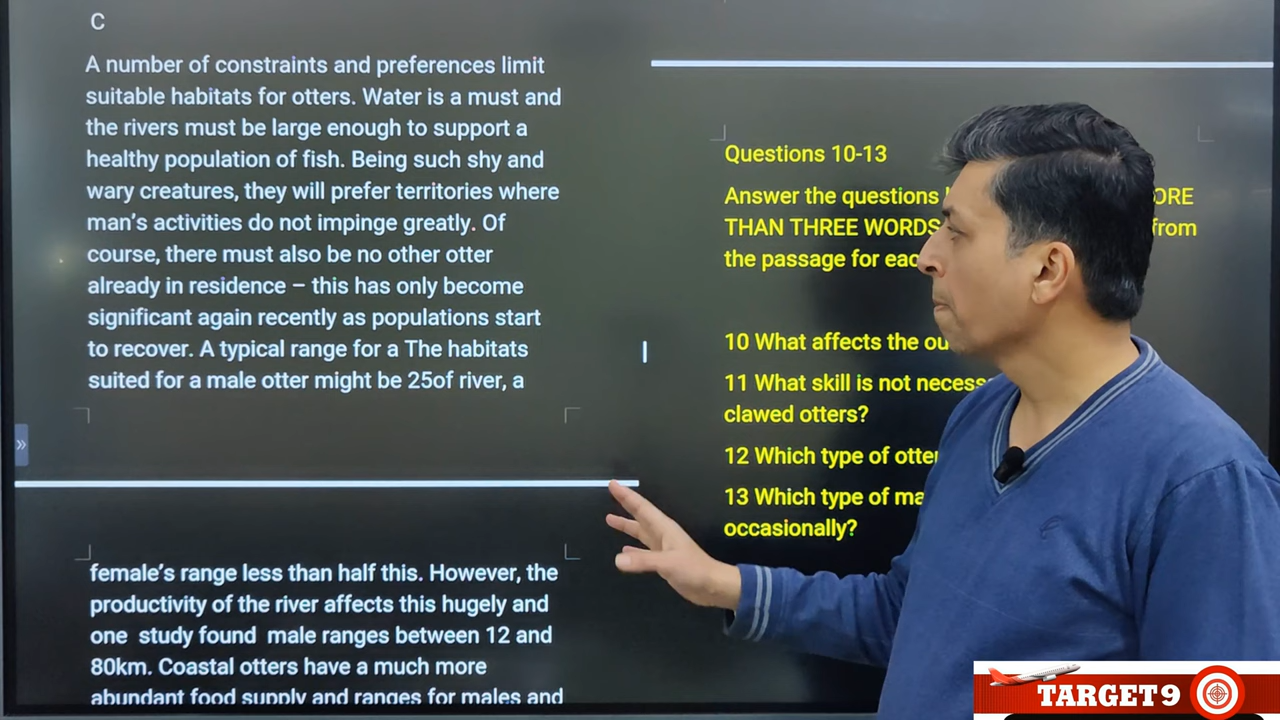 C
A number of constraints and preferences limit
suitable habitats for otters. Water is a must and
the rivers must be large enough to support a
healthy population of fish. Being such shy and
wary creatures, they will prefer territories where
man's activities do not impinge greatly. Of
course, there must also be no other otter
already in residence – this has only become
significant again recently as populations start
to recover. A typical range for a The habitats
suited for a male otter might be 25of river, a
female's range less than half this. However, the
productivity of the river affects this hugely and
one study found male ranges between 12 and
80km. Coastal otters have a much more
abundant food supply and ranges for males and
Questions 10-13
Answer the questions
THAN THREE WORDS from
the passage for
10 What affects the
11 What skill is not
clawed otters?
12 Which type of
13 Which type of
occasionally?
TARGET 9